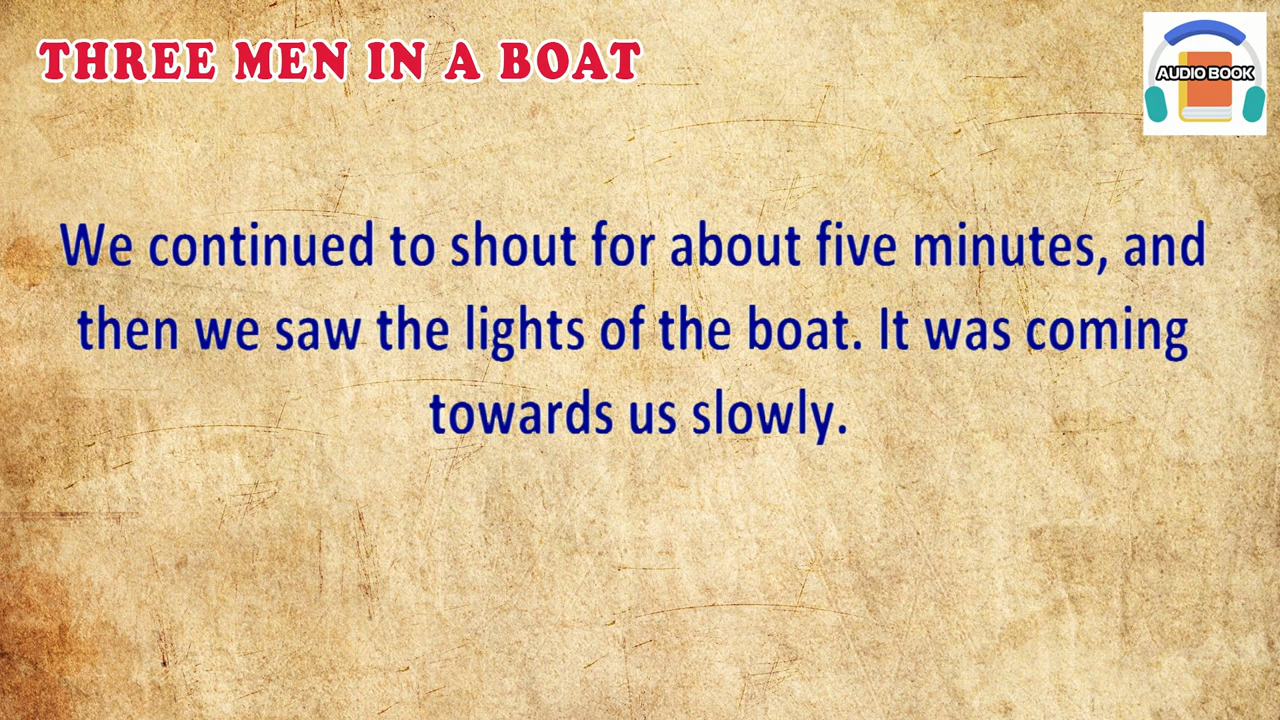 THREE MEN IN A BOAT
AUDIO BOOK
We continued to shout for about five minutes, and
then we saw the lights of the boat. It was coming
towards us slowly.